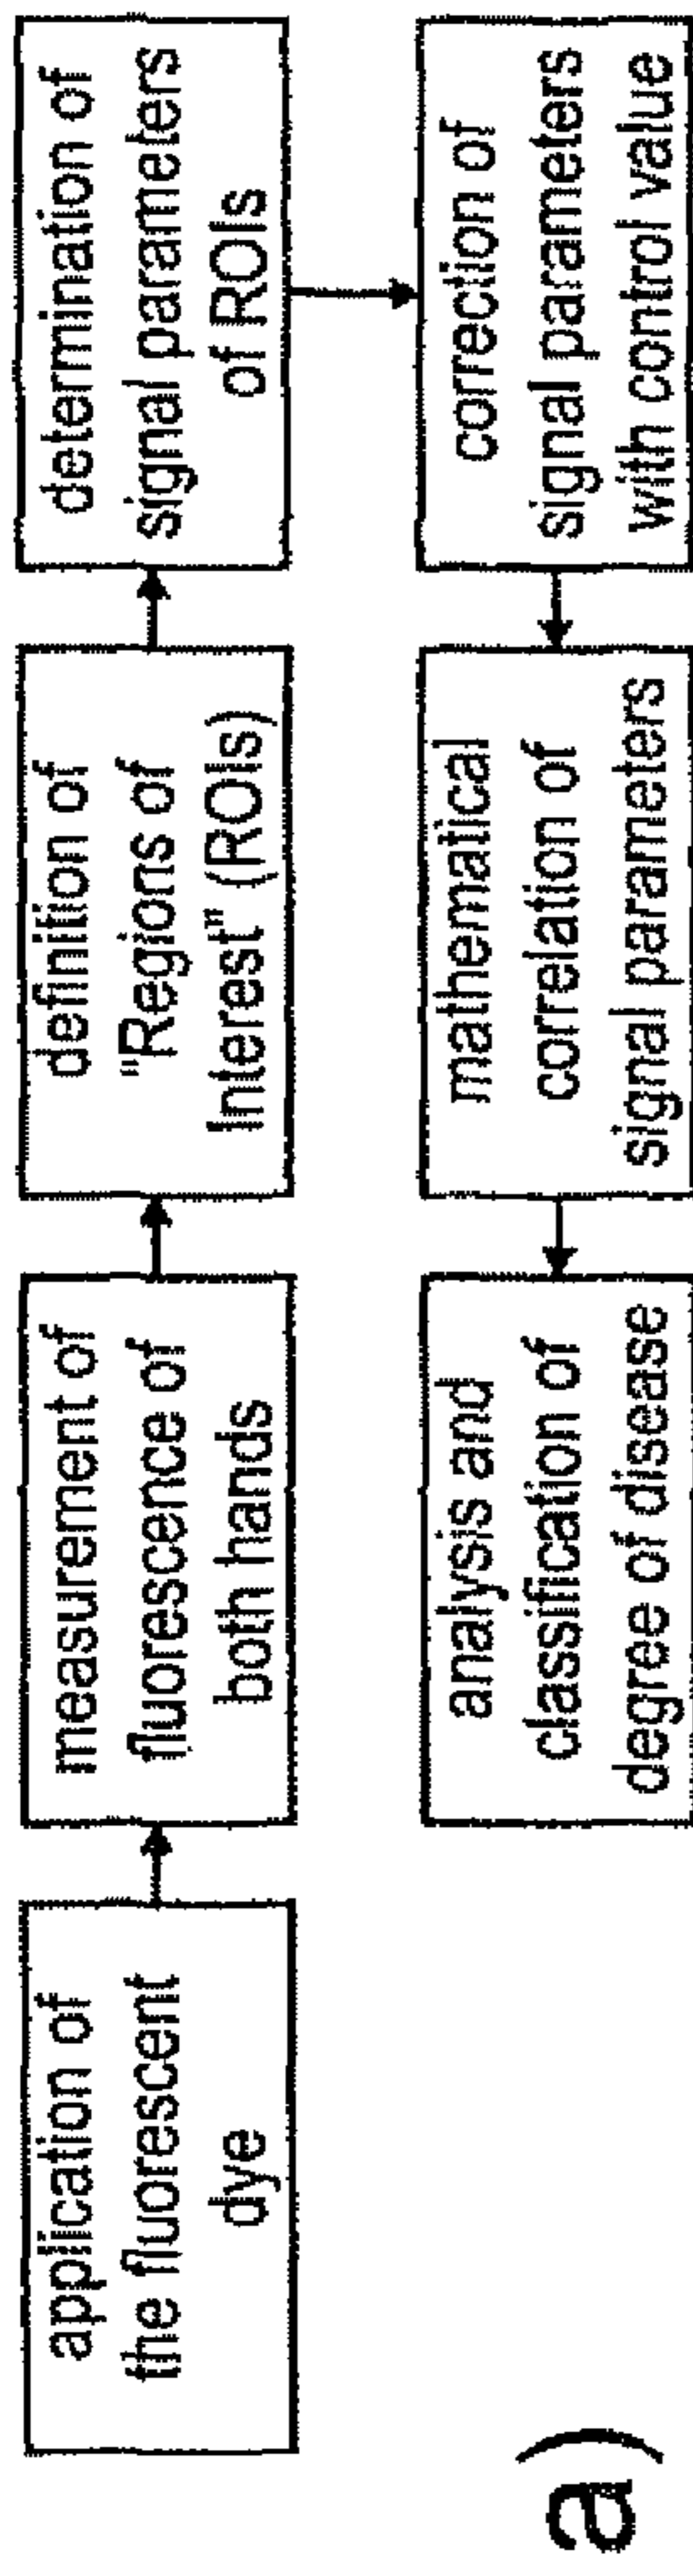 application of
the fluorescent
dye
measurement of
fluorescence of
both hands
definition of
"Regions of
Interest" (ROIs)
determination of
signal parameters
of ROIs
correction of
signal parameters
with control value
mathematical
correlation of
signal parameters
analysis and
classification of
degree of disease
a)